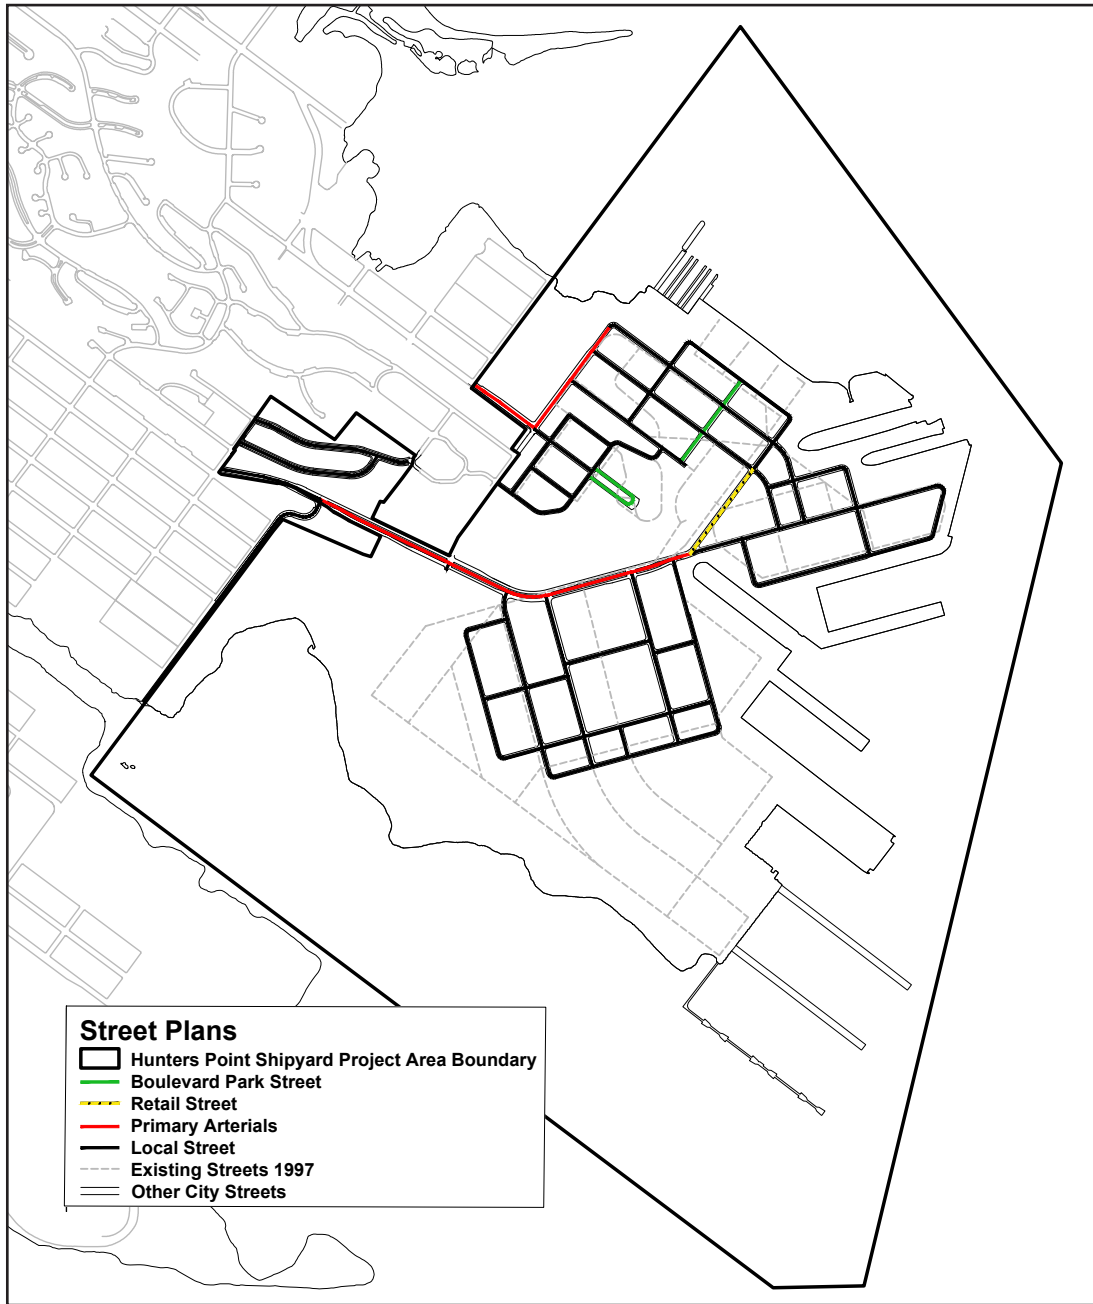 Street Plans
Hunters Point Shipyard Project Area Boundary
Boulevard Park Street
Retail Street
Primary Arterials
Local Street
Existing Streets 1997
Other City Streets